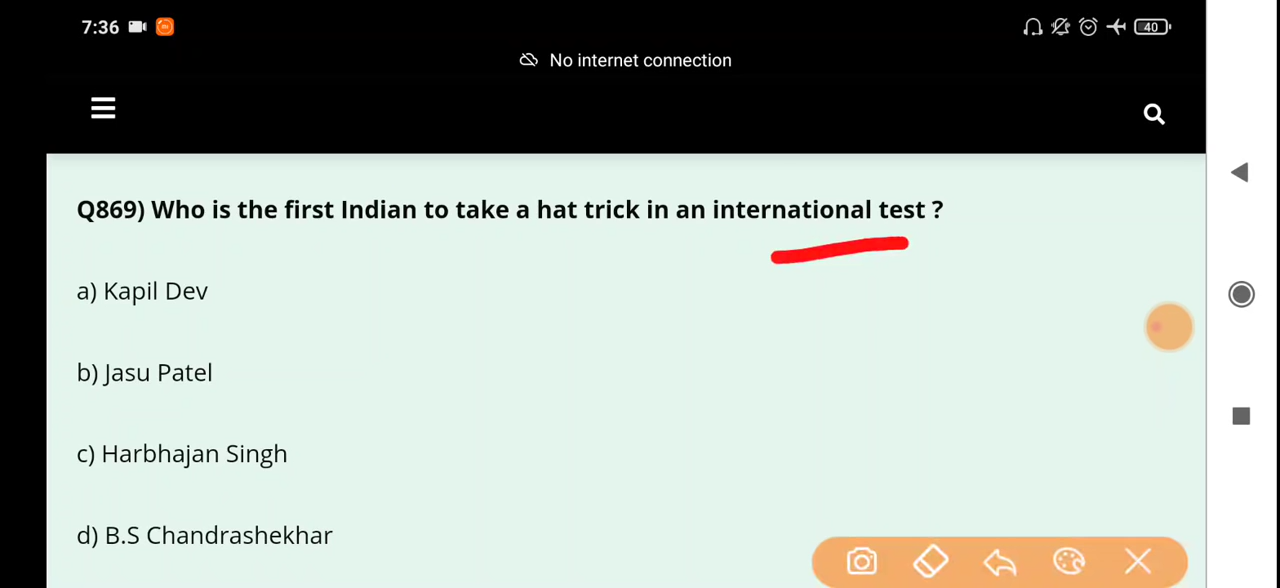 7:36
40
No internet connection
Q869) Who is the first Indian to take a hat trick in an international test ?
a) Kapil Dev
b) Jasu Patel
c) Harbhajan Singh
d) B.S Chandrashekhar